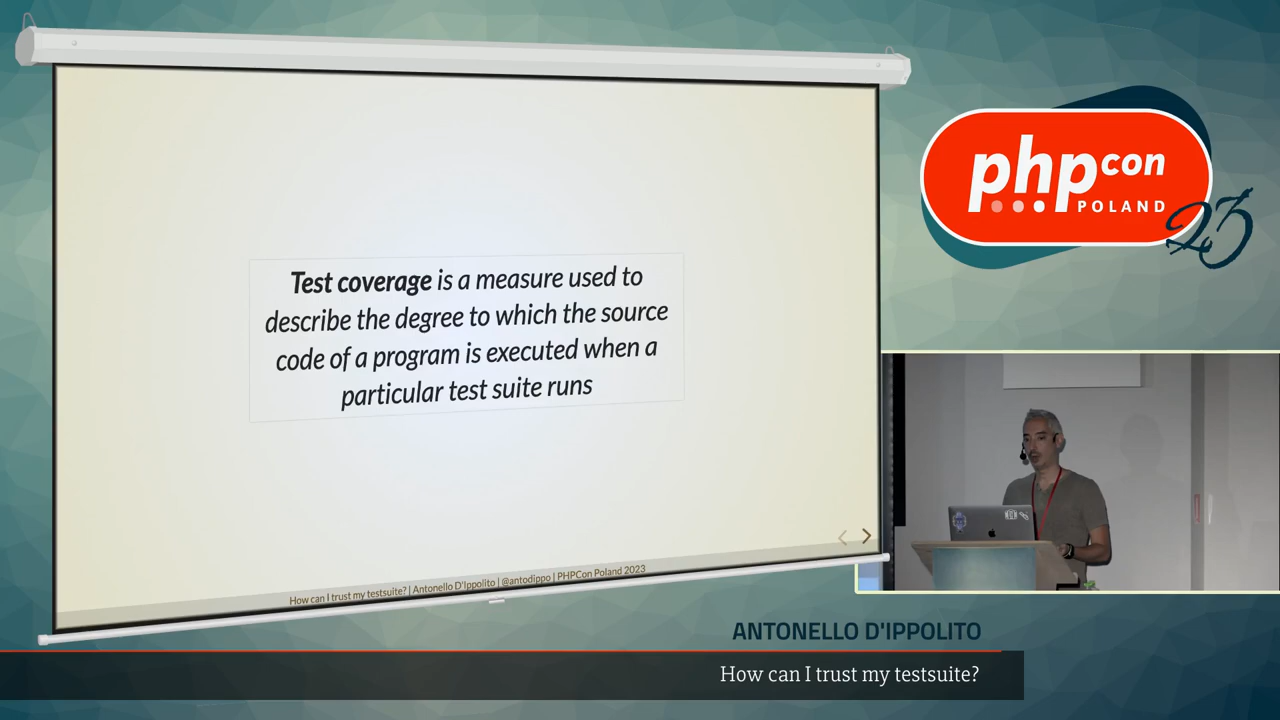 Test coverage is a measure used to
describe the degree to which the source
code of a program is executed when a
particular test suite runs
How can I trust my testsuite? | Antonello D'Ippolito | @antodippo | PHPCon Poland 2023
phpcon
POLAND
23
ANTONELLO D'IPPOLITO
How can I trust my testsuite?